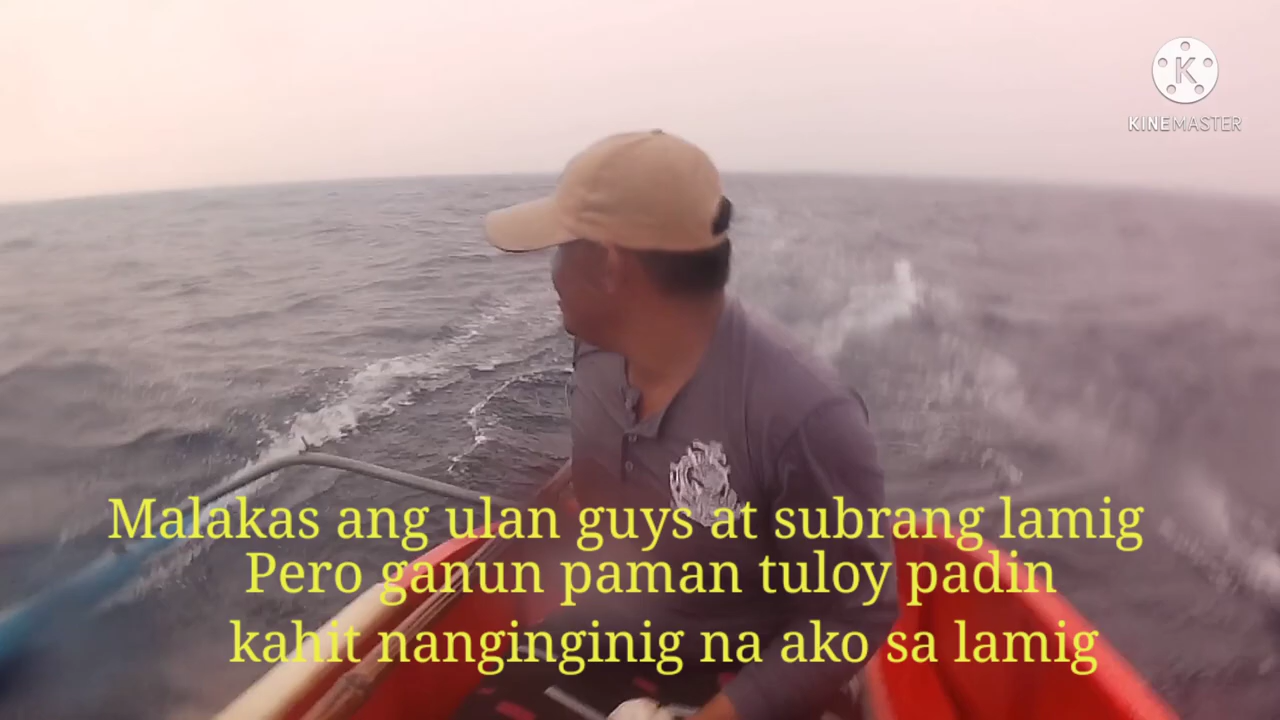 K
KINEMASTER
Malakas ang ulan guys at subrang lamig
Pero ganun paman tuloy padin
kahit nanginginig na ako sa lamig